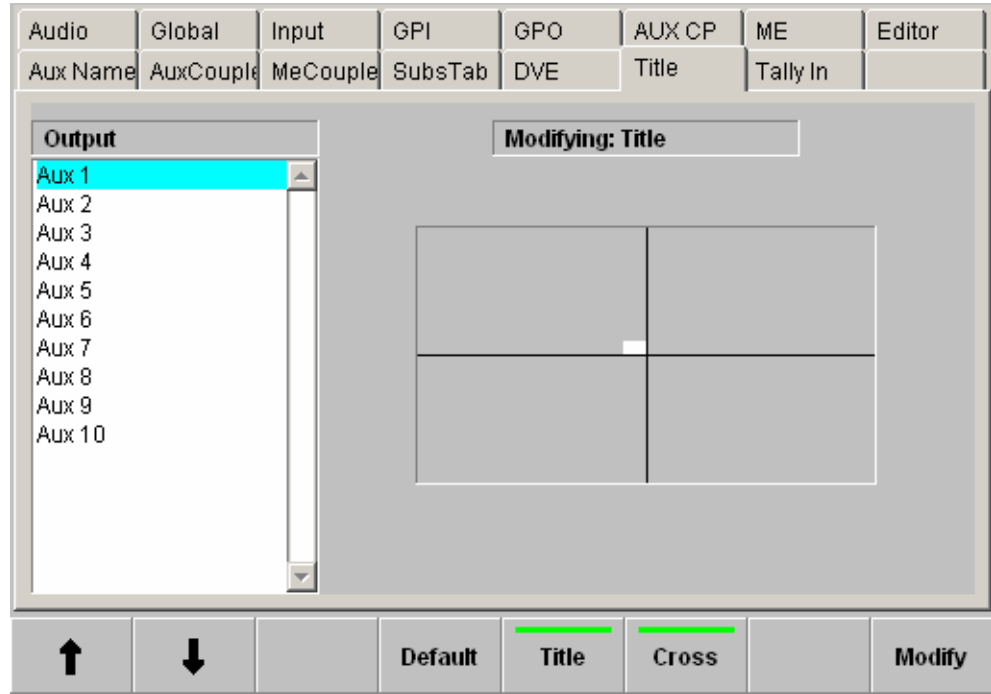 Audio Global Input GPI GPO AUX CP ME Editor
Aux Name AuxCouple MeCouple SubsTab DVE Title Tally In
Output
Modifying: Title
Aux 1
Aux 2
Aux 3
Aux 4
Aux 5
Aux 6
Aux 7
Aux 8
Aux 9
Aux 10
Default Title Cross Modify